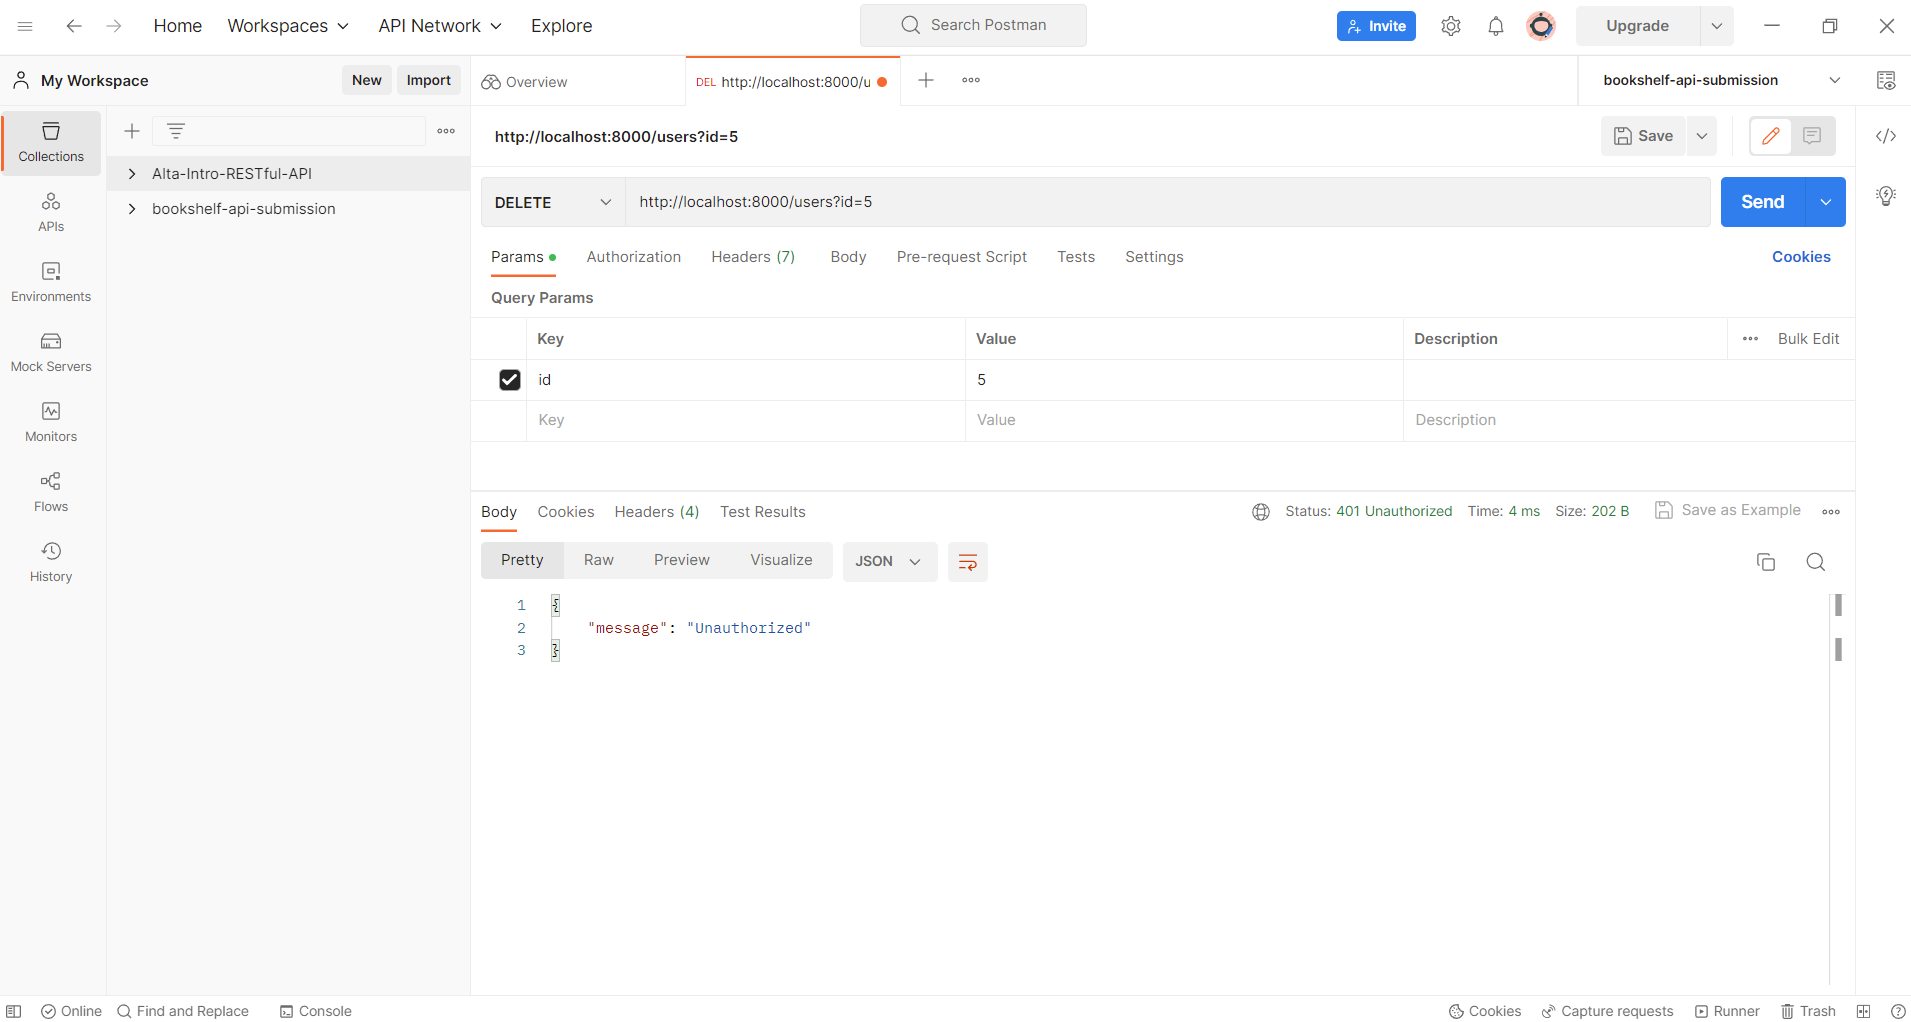 Home Workspaces API Network Explore Search Postman Invite Upgrade
My Workspace New Import Overview DEL http://localhost:8000/u bookshelf-api-submission
Collections
APIs
Environments
Mock Servers
Monitors
Flows
History
Alta-Intro-RESTful-API
bookshelf-api-submission
http://localhost:8000/users?id=5 Save
DELETE http://localhost:8000/users?id=5 Send
Params Authorization Headers (7) Body Pre-request Script Tests Settings Cookies
Query Params
Key Value Description Bulk Edit
id 5
Key Value Description
Body Cookies Headers (4) Test Results Status: 401 Unauthorized Time: 4 ms Size: 202 B Save as Example
Pretty Raw Preview Visualize JSON
1 {
2 "message": "Unauthorized"
3 }
Online Find and Replace Console Cookies Capture requests Runner Trash